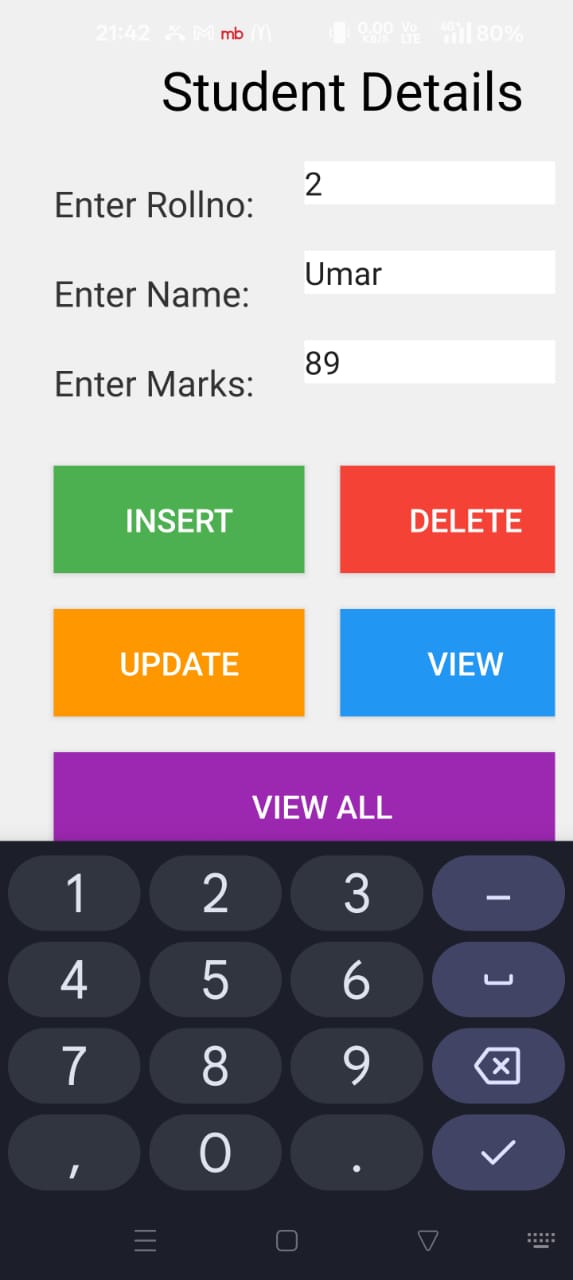 21:42 mb 0.00 KB/s Vo LTE 4G+ 80%
Student Details
Enter Rollno: 2
Enter Name: Umar
Enter Marks: 89
INSERT DELETE
UPDATE VIEW
VIEW ALL
1 2 3 –
4 5 6
7 8 9
, 0 .